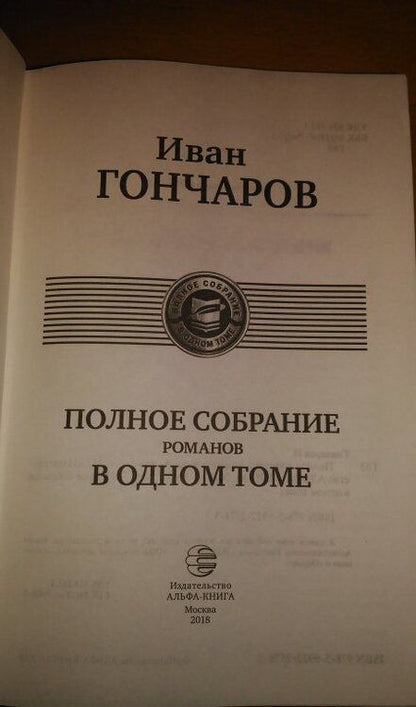 Иван
ГОНЧАРОВ
ПОЛНОЕ СОБРАНИЕ
В ОДНОМ ТОМЕ
ПОЛНОЕ СОБРАНИЕ
РОМАНОВ
В ОДНОМ ТОМЕ
Издательство
АЛЬФА-КНИГА
Москва
2018